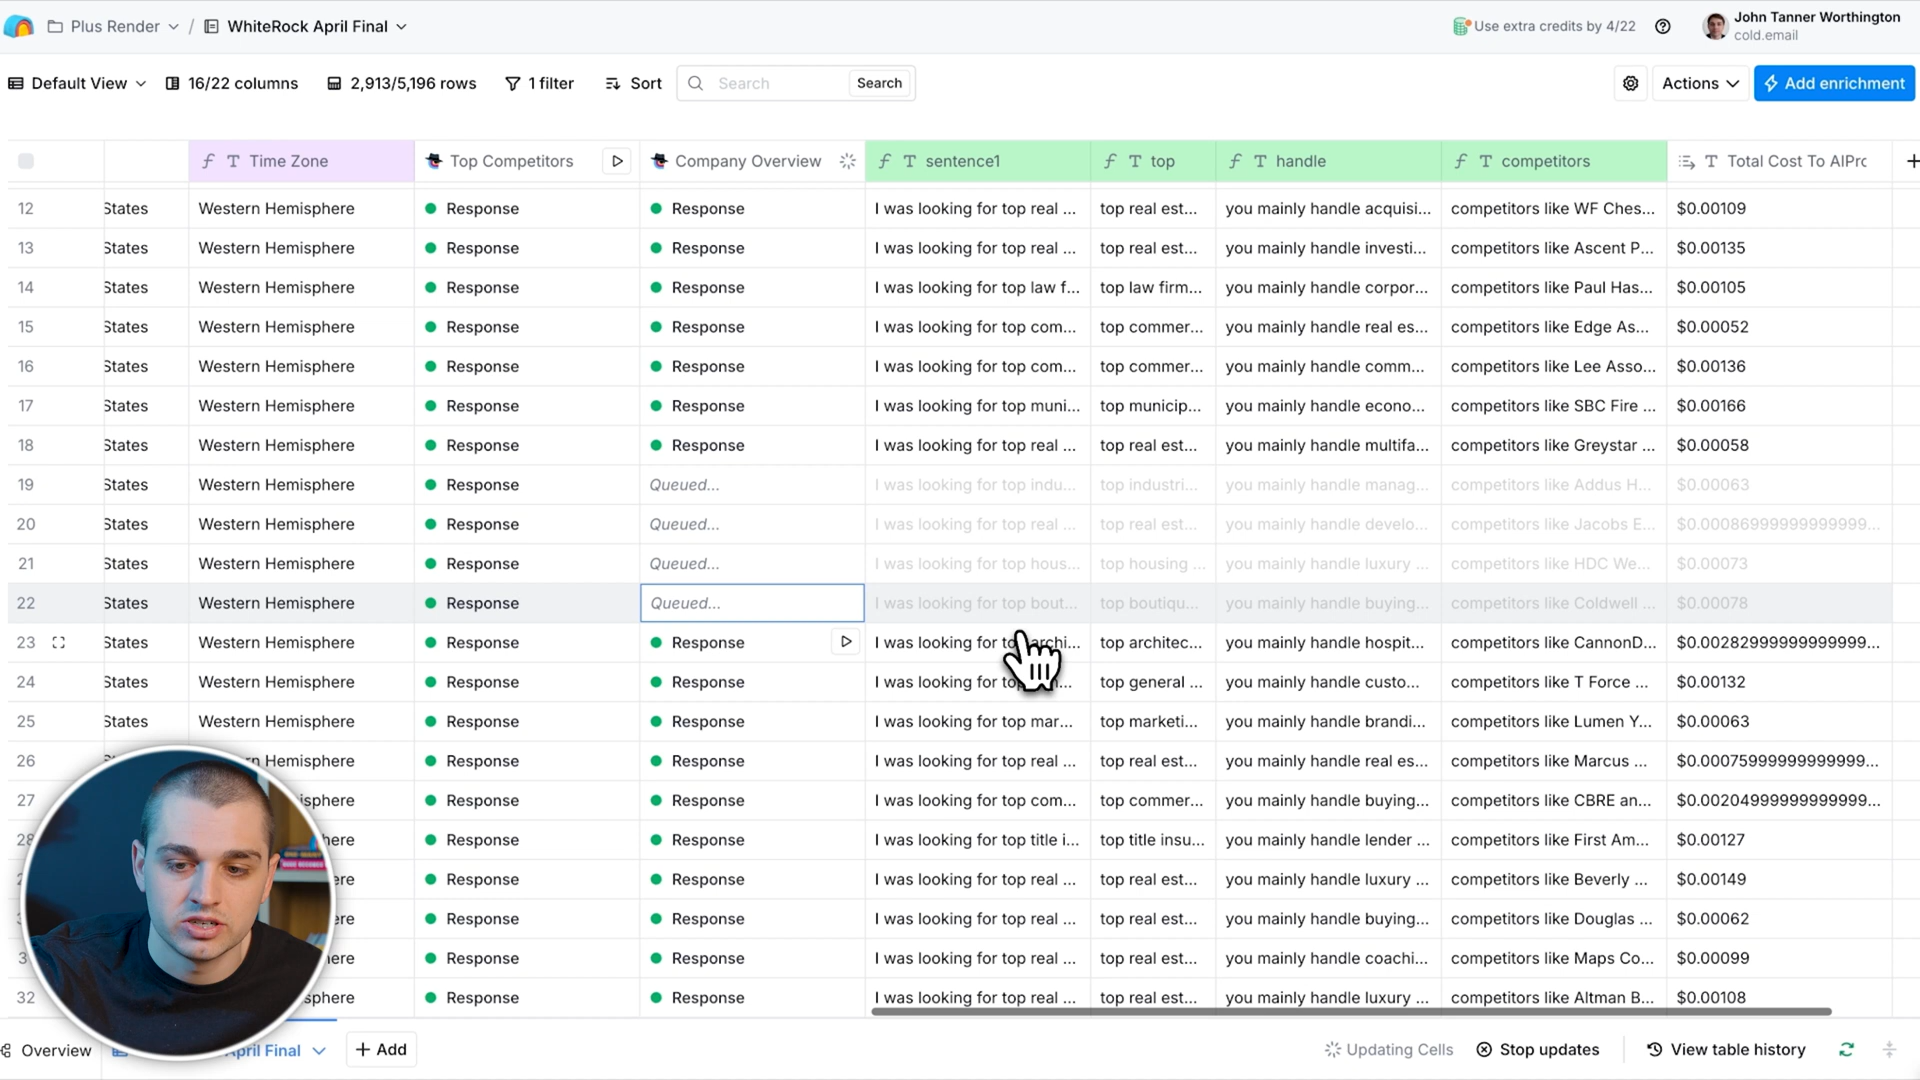 Plus Render / WhiteRock April Final
Use extra credits by 4/22
John Tanner Worthington
cold.email
Default View 16/22 columns 2,913/5,196 rows 1 filter Sort Search Search Actions Add enrichment
Time Zone Top Competitors Company Overview sentence1 top handle competitors Total Cost To AIPrc
12 States Western Hemisphere Response Response I was looking for top real ... top real est... you mainly handle acquisi... competitors like WF Ches... $0.00109
13 States Western Hemisphere Response Response I was looking for top real ... top real est... you mainly handle investi... competitors like Ascent P... $0.00135
14 States Western Hemisphere Response Response I was looking for top law f... top law firm... you mainly handle corpor... competitors like Paul Has... $0.00105
15 States Western Hemisphere Response Response I was looking for top com... top commer... you mainly handle real es... competitors like Edge As... $0.00052
16 States Western Hemisphere Response Response I was looking for top com... top commer... you mainly handle comm... competitors like Lee Asso... $0.00136
17 States Western Hemisphere Response Response I was looking for top muni... top municip... you mainly handle econo... competitors like SBC Fire ... $0.00166
18 States Western Hemisphere Response Response I was looking for top real ... top real est... you mainly handle multifa... competitors like Greystar ... $0.00058
19 States Western Hemisphere Response Queued... I was looking for top indu... top industri... you mainly handle manag... competitors like Addus H... $0.00063
20 States Western Hemisphere Response Queued... I was looking for top real ... top real est... you mainly handle develo... competitors like Jacobs E... $0.000869999999999999...
21 States Western Hemisphere Response Queued... I was looking for top hous... top housing ... you mainly handle luxury ... competitors like HDC We... $0.00073
22 States Western Hemisphere Response Queued... I was looking for top bout... top boutiqu... you mainly handle buying... competitors like Coldwell ... $0.00078
23 States Western Hemisphere Response Response I was looking for top archi... top architec... you mainly handle hospit... competitors like CannonD... $0.00282999999999999...
24 States Western Hemisphere Response Response I was looking for top general ... you mainly handle custo... competitors like T Force ... $0.00132
25 States Western Hemisphere Response Response I was looking for top mar... top marketi... you mainly handle brandi... competitors like Lumen Y... $0.00063
26 Response Response I was looking for top real ... top real est... you mainly handle real es... competitors like Marcus ... $0.00075999999999999...
27 isphere Response Response I was looking for top com... top commer... you mainly handle buying... competitors like CBRE an... $0.00204999999999999...
28 here Response Response I was looking for top title i... top title insu... you mainly handle lender ... competitors like First Am... $0.00127
ere Response Response I was looking for top real ... top real est... you mainly handle luxury ... competitors like Beverly ... $0.00149
ere Response Response I was looking for top real ... top real est... you mainly handle buying... competitors like Douglas ... $0.00062
here Response Response I was looking for top real ... top real est... you mainly handle coachi... competitors like Maps Co... $0.00099
32 sphere Response Response I was looking for top real ... top real est... you mainly handle luxury ... competitors like Altman B... $0.00108
Overview April Final Add Updating Cells Stop updates View table history